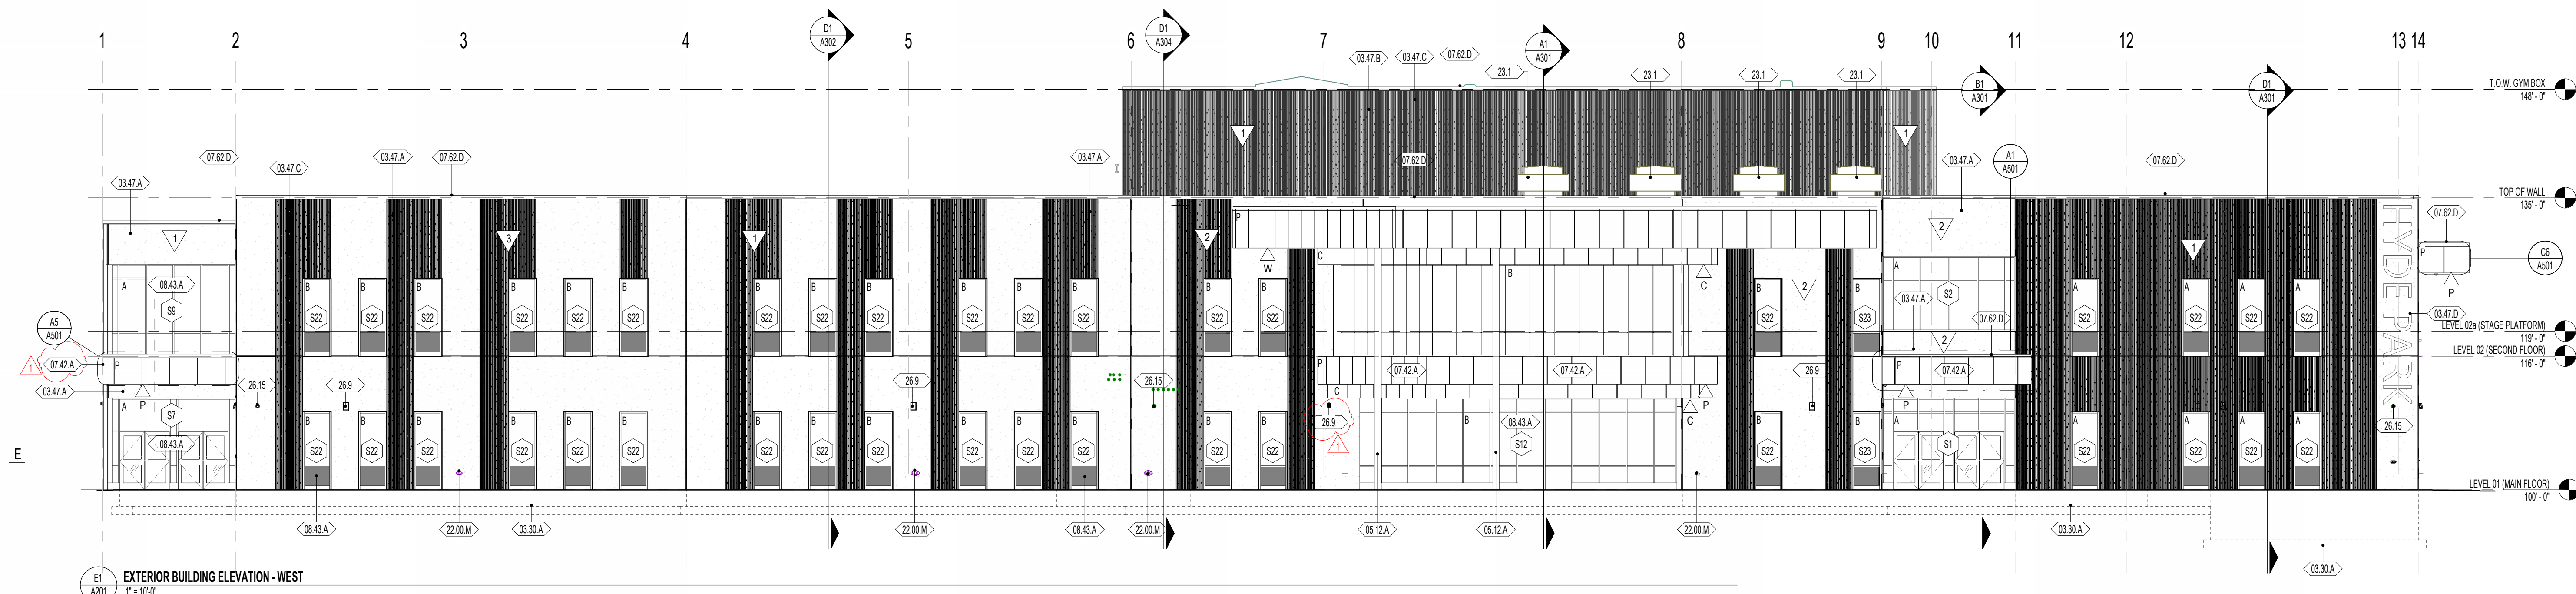 1 2 3 4 5 6 7 8 9 10 11 12 13 14
D1
A302
D1
A304
A1
A301
B1
A301
D1
A301
03.47.B 03.47.C 07.62.D 23.1 23.1 23.1 23.1
T.O.W. GYM BOX
148' - 0"
1 1
07.62.D 03.47.C 03.47.A 07.62.D 03.47.A 07.62.D 03.47.A
A1
A501
07.62.D
03.47.A
TOP OF WALL
135' - 0"
07.62.D
HYDE PARK
1 3 1 2 P W C C B 2 2 1
C6
A501
P
P
A 08.43.A S9
B B B B B B B B B B B B B B B A A A A A
S22 S22 S22 S22 S22 S22 S22 S22 S22 S22 S22 S22 S22 S22 S22 S23 S2 S22 S22 S22 S22
03.47.A 07.62.D
03.47.D
A5
A501
LEVEL 02a (STAGE PLATFORM)
119' - 0"
2
LEVEL 02 (SECOND FLOOR)
116' - 0"
1 07.42.A P P 07.42.A 07.42.A P 07.42.A
03.47.A P 26.15 26.9 26.9 26.15 C P 26.9 P
A S7 08.43.A
B B B B B B B B B B B B B B B B A A A A A
26.9 1 C 08.43.A S12
26.15
E
S22 S22 S22 S22 S22 S22 S22 S22 S22 S22 S22 S22 S22 S22 S23 S1 S22 S22 S22 S22
LEVEL 01 (MAIN FLOOR)
100' - 0"
08.43.A 22.00.M 03.30.A 22.00.M 08.43.A 22.00.M 05.12.A 05.12.A 22.00.M 03.30.A
03.30.A
E1
A201
EXTERIOR BUILDING ELEVATION - WEST
1" = 10'-0"